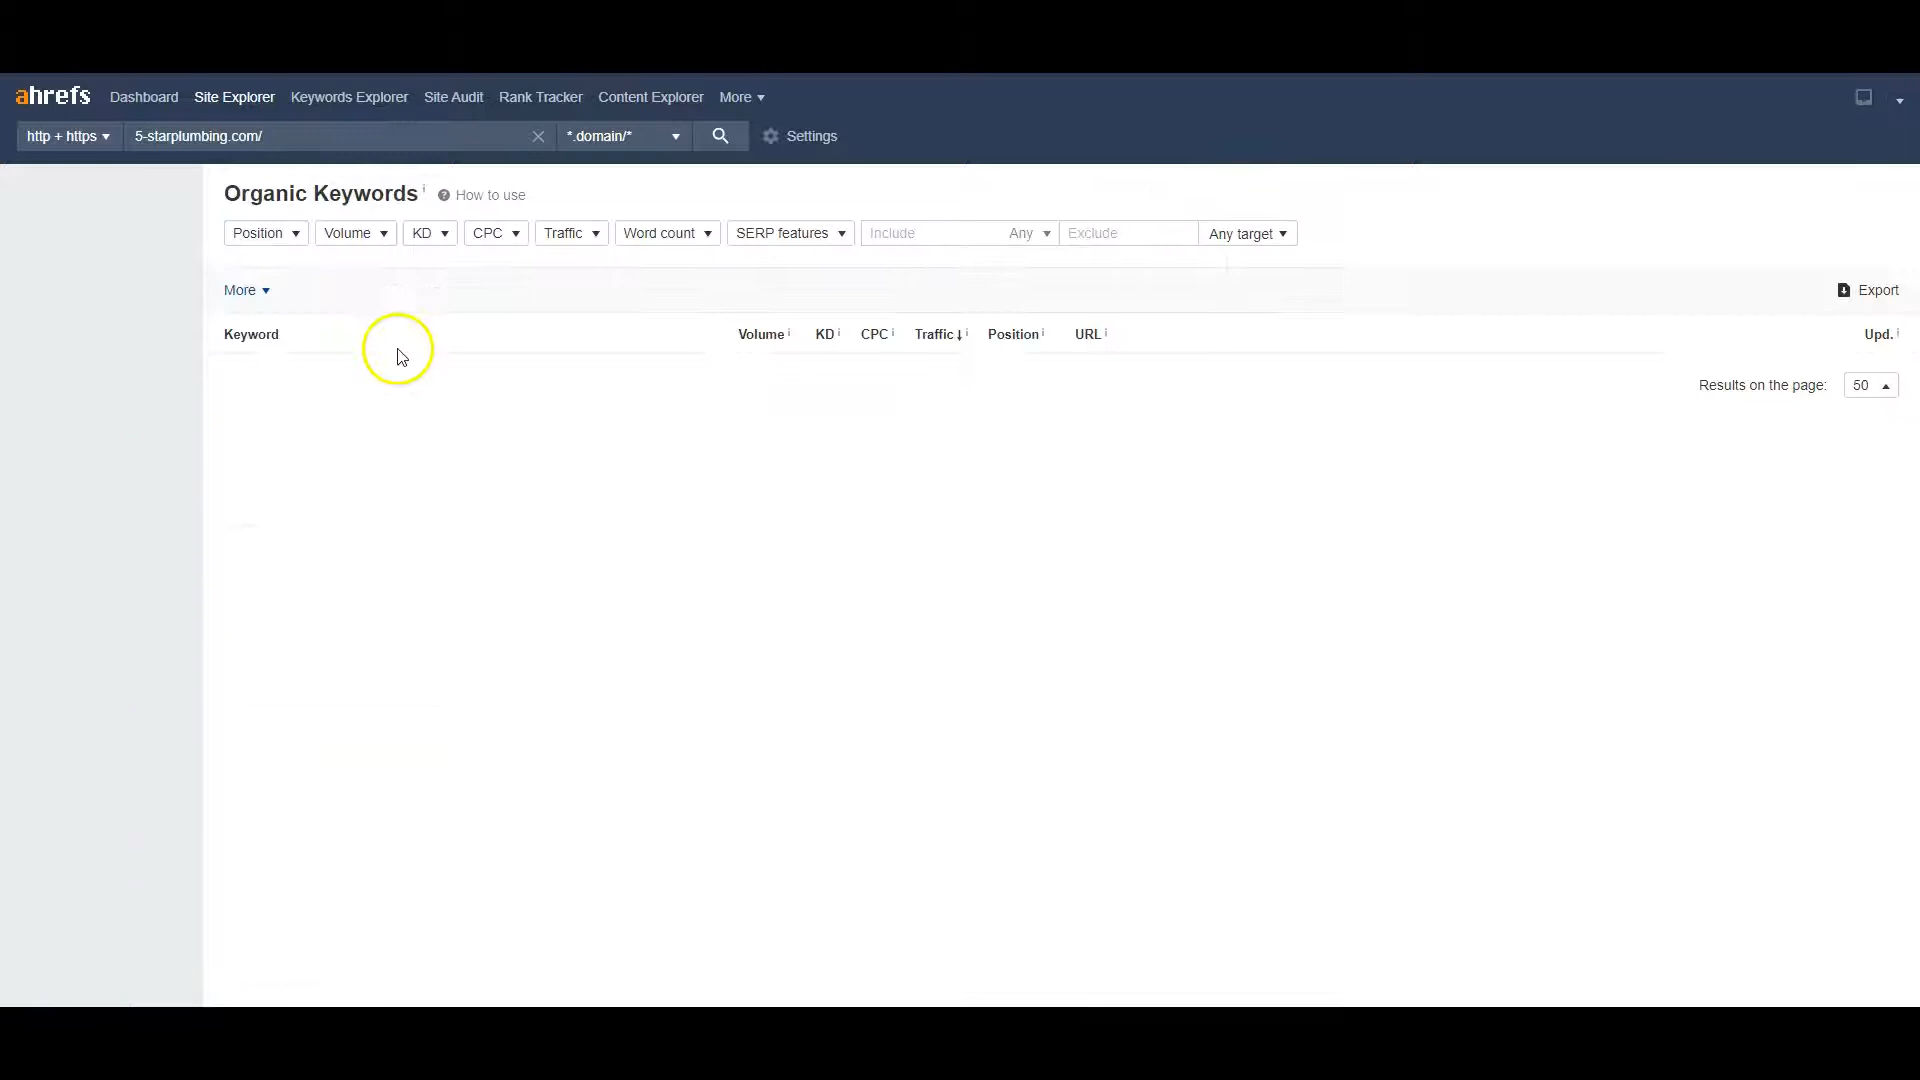 ahrefs Dashboard Site Explorer Keywords Explorer Site Audit Rank Tracker Content Explorer More
http + https 5-starplumbing.com/ *.domain/* Settings
Organic Keywords i ? How to use
Position Volume KD CPC Traffic Word count SERP features Include Any Exclude Any target
More Export
Keyword Volume i KD i CPC i Traffic i Position i URL i Upd. i
Results on the page: 50